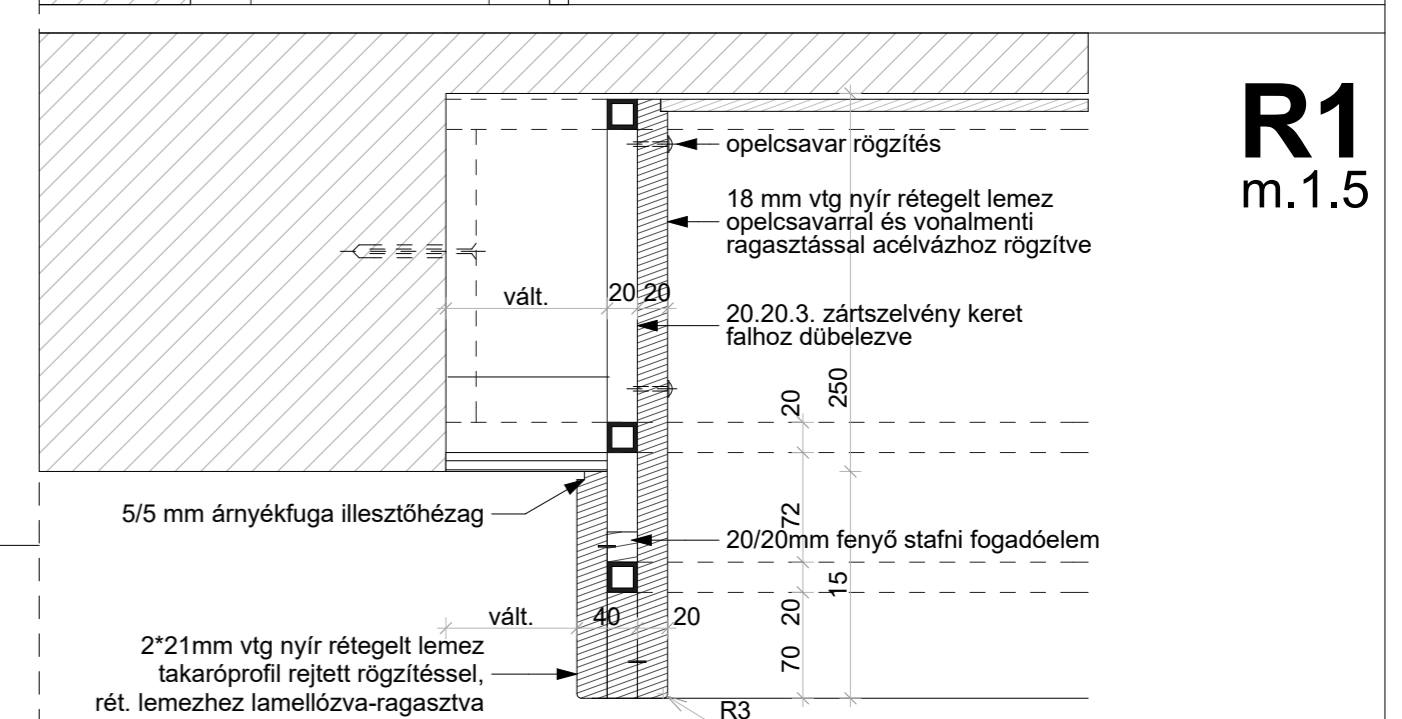 R1
m.1.5
opelcsavar rögzítés
18 mm vtg nyír rétegelt lemez
opelcsavarral és vonalmenti
ragasztással acélvázhoz rögzítve
vált.
20
20
20.20.3. zártszelvény keret
falhoz dübelezve
20
250
5/5 mm árnyékfuga illesztőhézag
72
20/20mm fenyő stafni fogadóelem
15
vált.
40
20
20
2*21mm vtg nyír rétegelt lemez
takaróprofil rejtett rögzítéssel,
rét. lemezhez lamellózva-ragasztva
70
R3